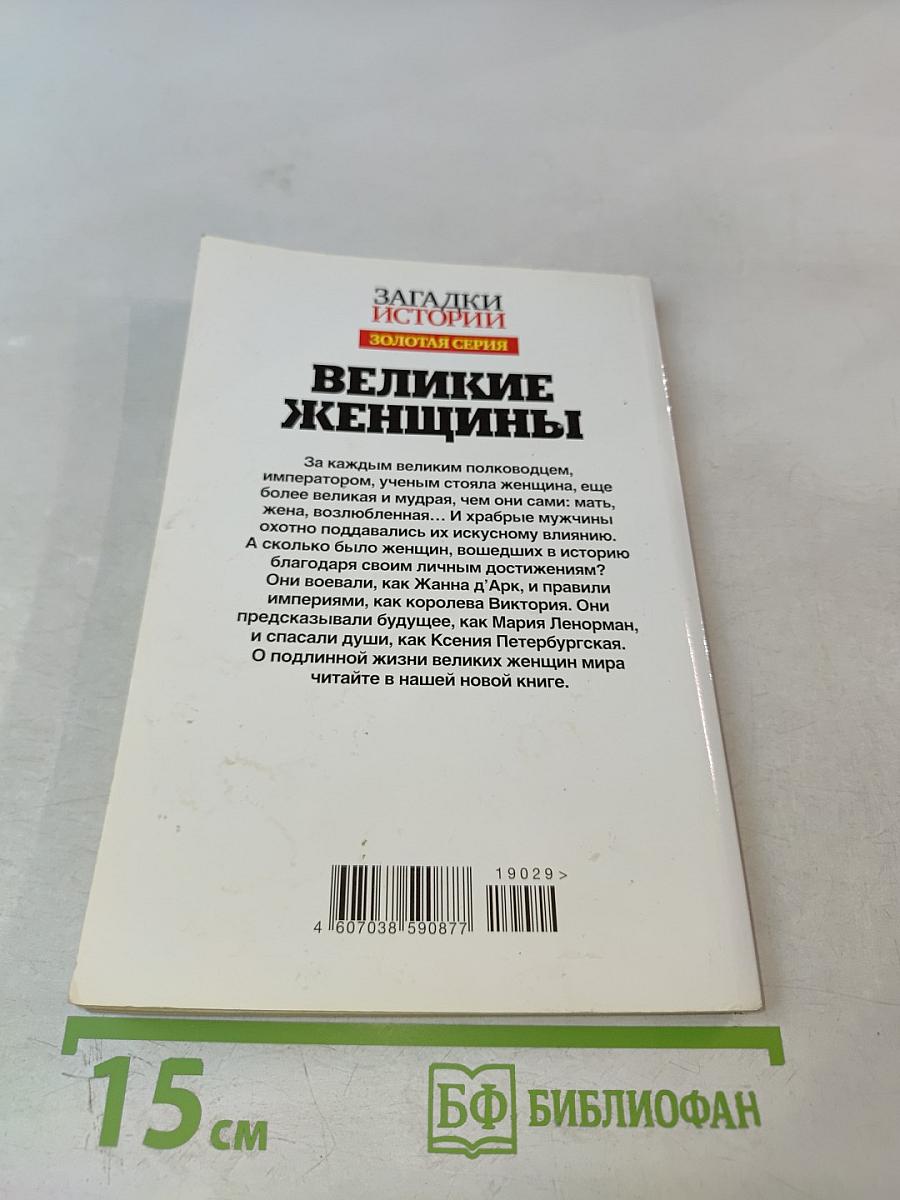 ЗАГАДКИ
ИСТОРИИ
ЗОЛОТАЯ СЕРИЯ
ВЕЛИКИЕ
ЖЕНЩИНЫ
За каждым великим полководцем,
императором, ученым стояла женщина, еще
более великая и мудрая, чем они сами: мать,
жена, возлюбленная... И храбрые мужчины
охотно поддавались их искусному влиянию.
А сколько было женщин, вошедших в историю
благодаря своим личным достижениям?
Они воевали, как Жанна д'Арк, и правили
империями, как королева Виктория. Они
предсказывали будущее, как Мария Ленорман,
и спасали души, как Ксения Петербургская.
О подлинной жизни великих женщин мира
читайте в нашей новой книге.
19029>
4 607038 590877
15 см
БФ БИБЛИОФАН